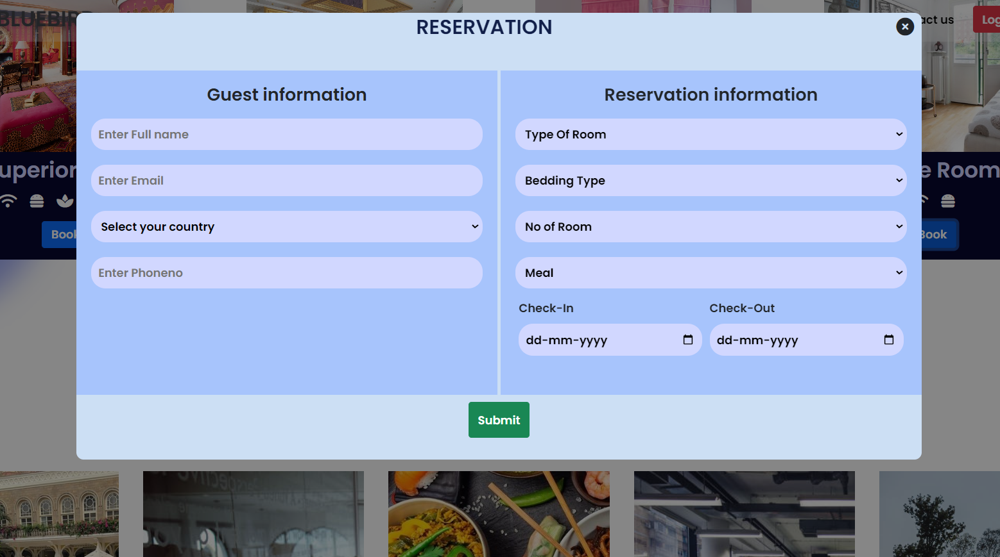 BLUEBIR
RESERVATION
act us
Log
Guest information
Reservation information
Enter Full name
Type Of Room
Enter Email
Bedding Type
uperior
e Room
Select your country
No of Room
Book
Book
Enter Phoneno
Meal
Check-In
Check-Out
dd-mm-yyyy
dd-mm-yyyy
Submit